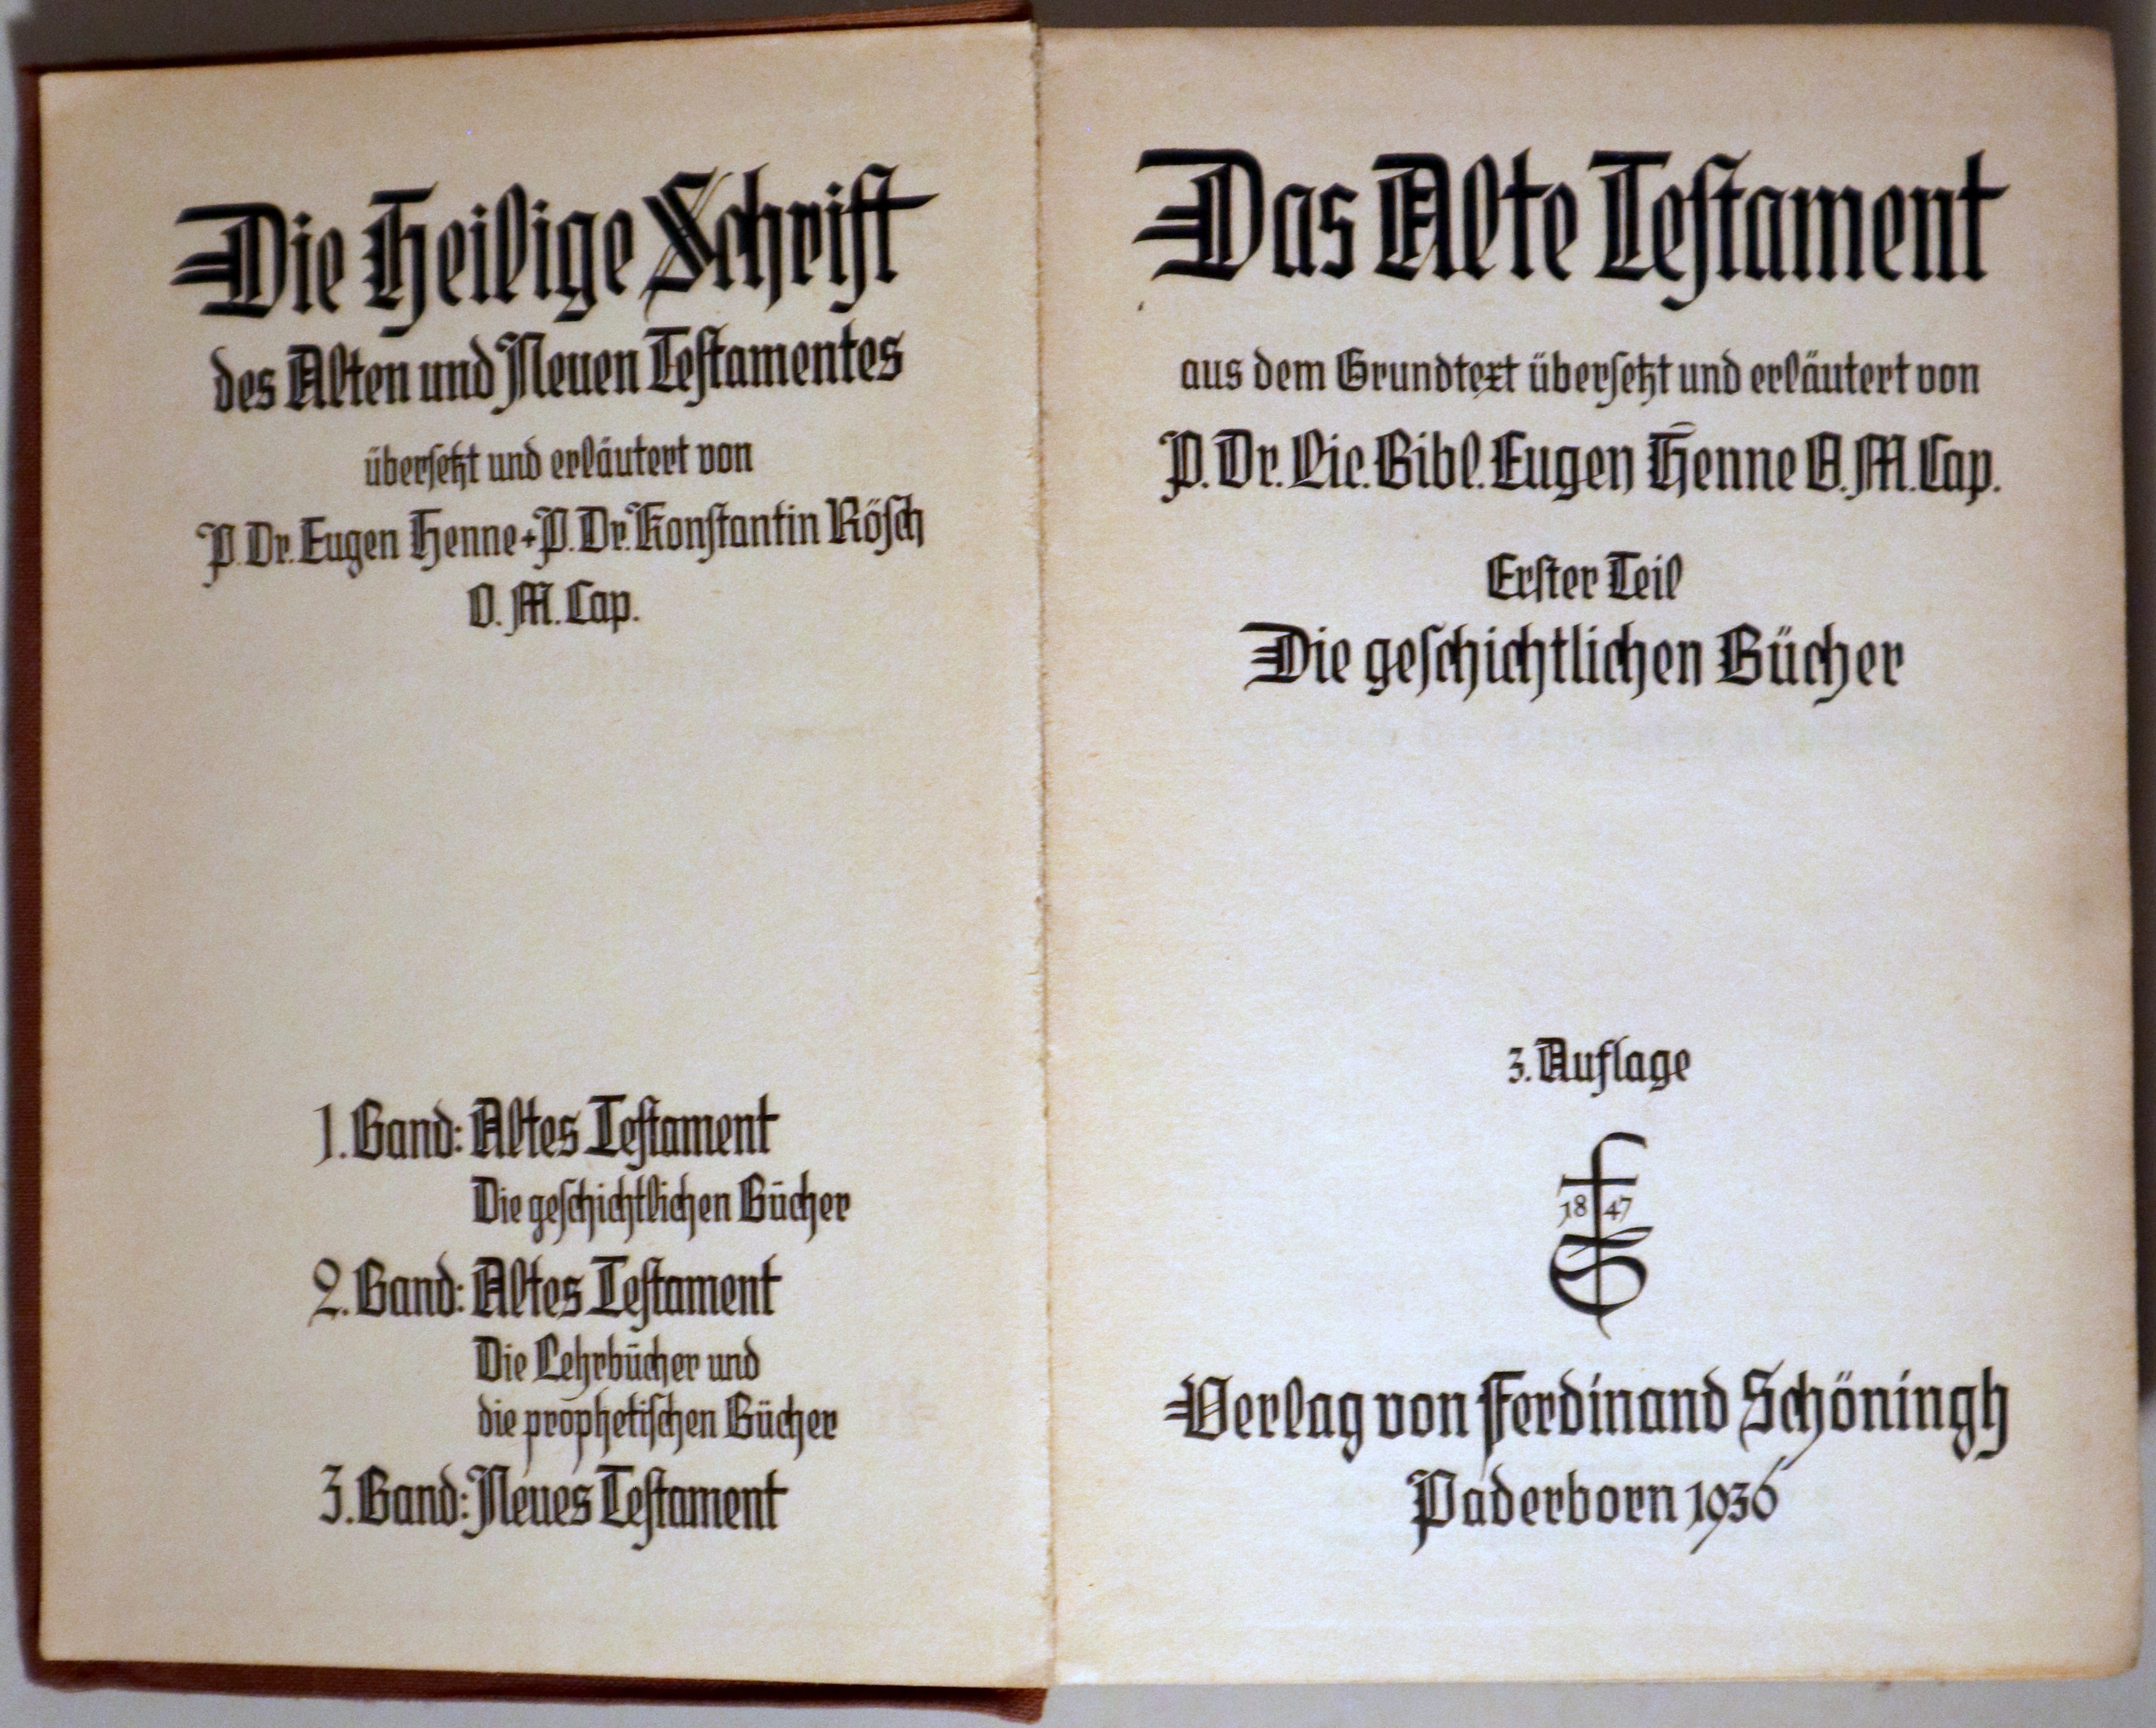 Die Heilige Schrift
des Alten und Neuen Testamentes
übersetzt und erläutert von
P. Dr. Eugen Henne + P. Dr. Konstantin Rösch
O. M. Cap.
1. Band: Altes Testament
Die geschichtlichen Bücher
2. Band: Altes Testament
Die Lehrbücher und
die prophetischen Bücher
3. Band: Neues Testament
Das Alte Testament
aus dem Grundtext übersetzt und erläutert von
P. Dr. Lic. Bibl. Eugen Henne O. M. Cap.
Erster Teil
Die geschichtlichen Bücher
3. Auflage
F
18 47
S
Verlag von Ferdinand Schöningh
Paderborn 1936